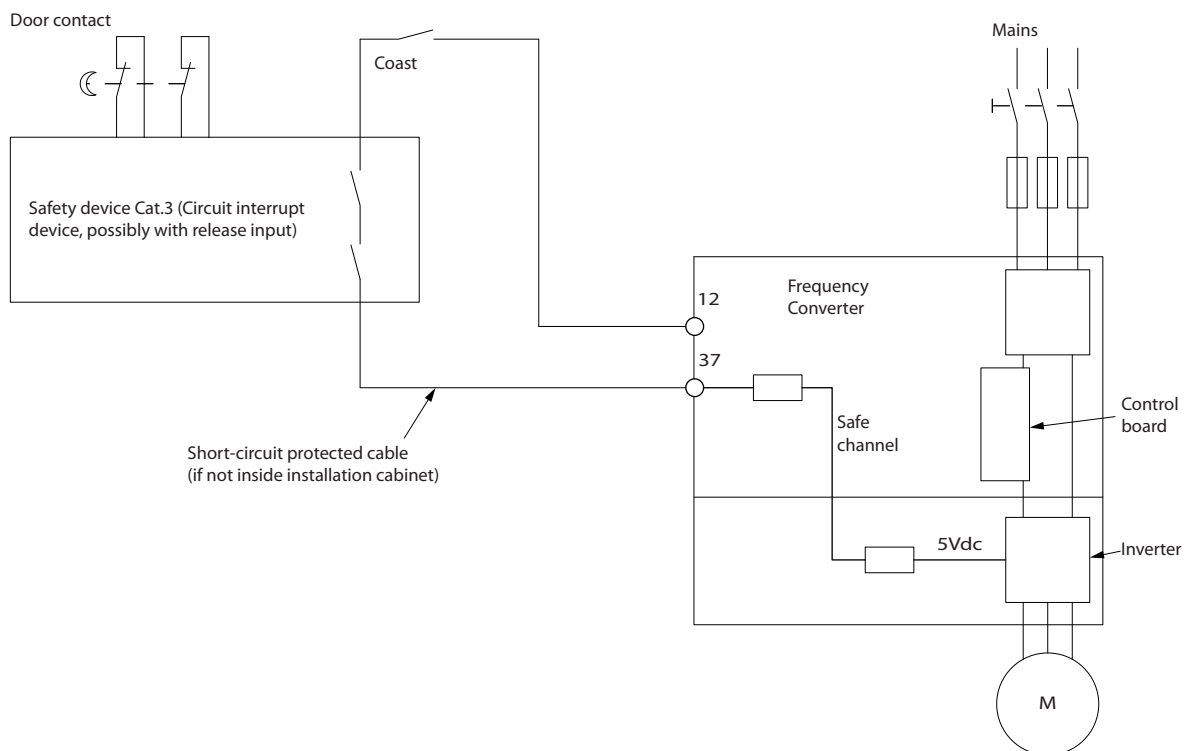 Door contact
Coast
Mains
Safety device Cat.3 (Circuit interrupt
device, possibly with release input)
12
Frequency
Converter
37
Safe
channel
Control
board
Short-circuit protected cable
(if not inside installation cabinet)
5Vdc
Inverter
M